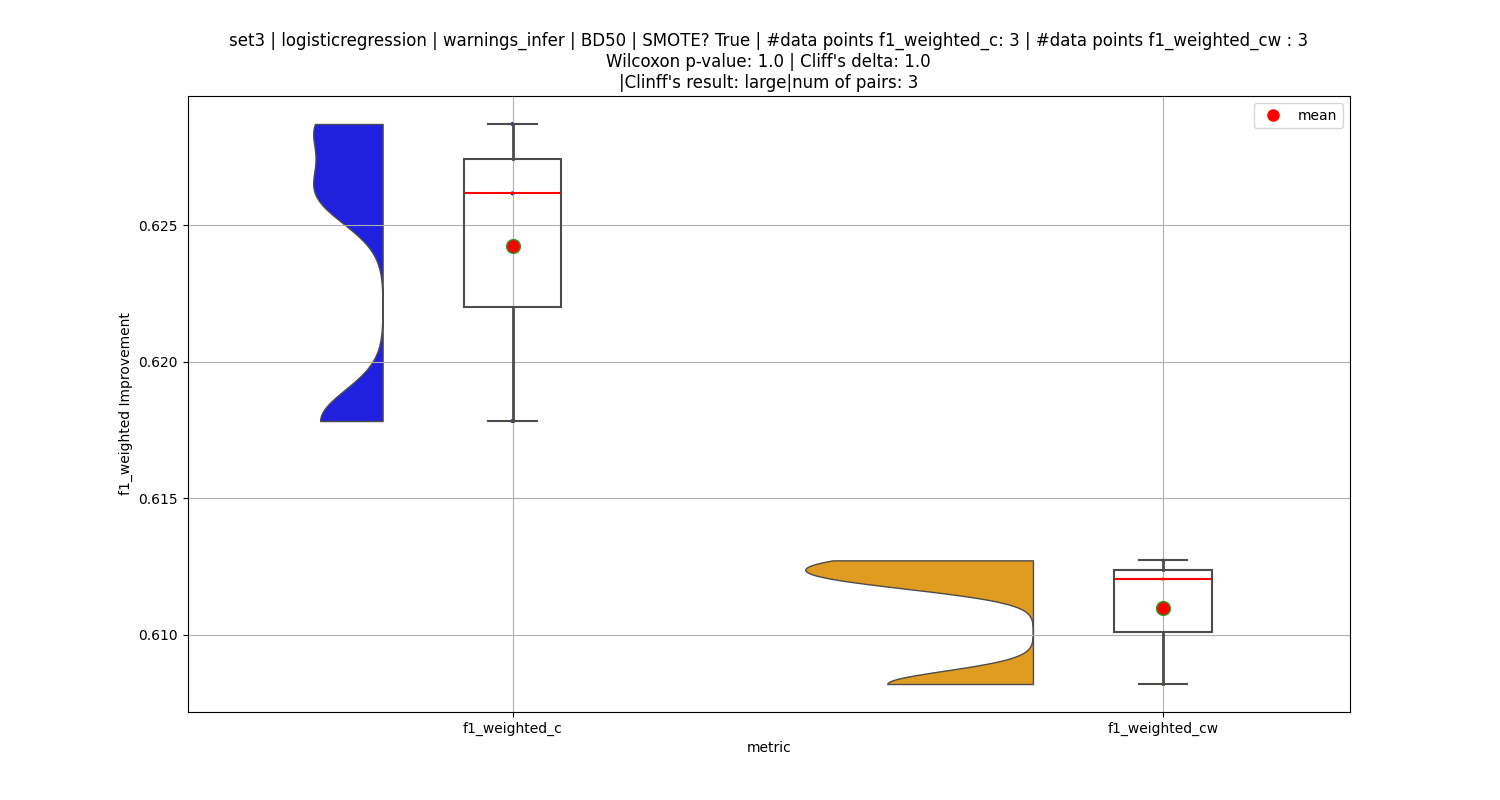 set3 | logisticregression | warnings_infer | BD50 | SMOTE? True | #data points f1_weighted_c: 3 | #data points f1_weighted_cw : 3
Wilcoxon p-value: 1.0 | Cliff's delta: 1.0
|Clinff's result: large|num of pairs: 3
mean
0.625
0.620
0.615
0.610
f1_weighted Improvement
f1_weighted_c
f1_weighted_cw
metric